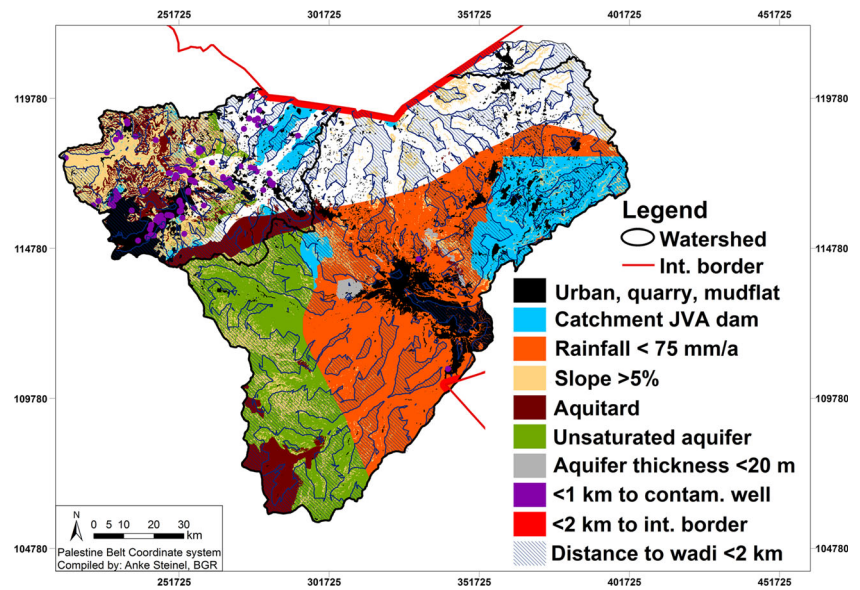 251725 301725 351725 401725 451725
119780 119780
Legend
Watershed
114780 114780
Int. border
Urban, quarry, mudflat
Catchment JVA dam
Rainfall < 75 mm/a
Slope >5%
109780 109780
Aquitard
Unsaturated aquifer
Aquifer thickness <20 m
<1 km to contam. well
N
0 5 10 20 30
km
<2 km to int. border
Palestine Belt Coordinate system
Compiled by: Anke Steinel, BGR
104780 104780
Distance to wadi <2 km
251725 301725 351725 401725 451725